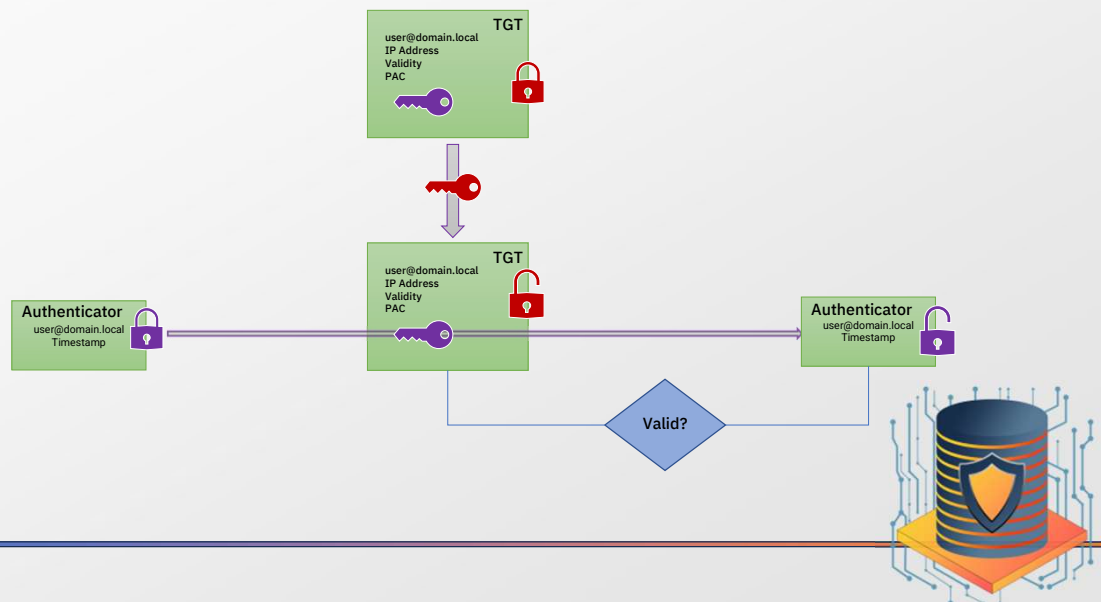 TGT
user@domain.local
IP Address
Validity
PAC
TGT
user@domain.local
IP Address
Validity
PAC
Authenticator
user@domain.local
Timestamp
Authenticator
user@domain.local
Timestamp
Valid?